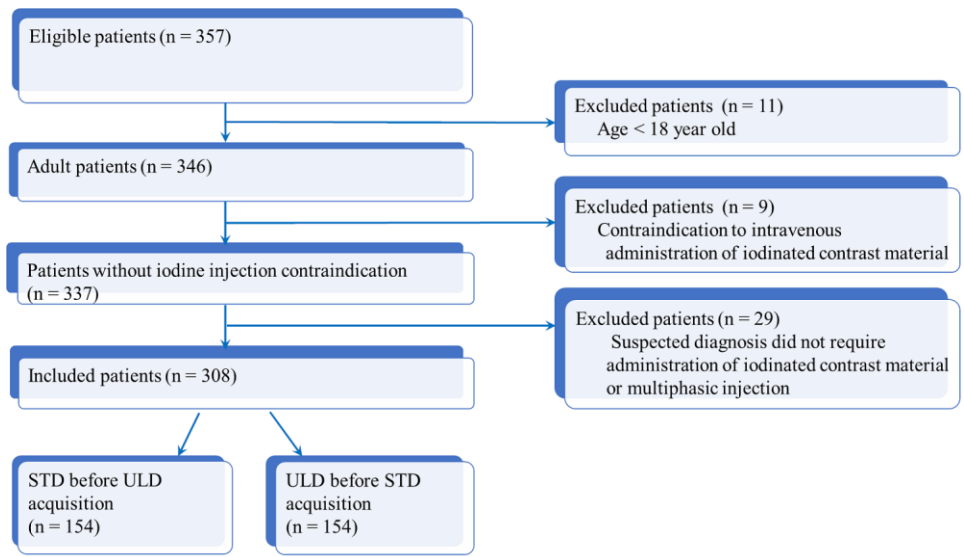 Eligible patients (n = 357)
Excluded patients (n = 11)
Age < 18 year old
Adult patients (n = 346)
Excluded patients (n = 9)
Contraindication to intravenous
administration of iodinated contrast material
Patients without iodine injection contraindication
(n = 337)
Excluded patients (n = 29)
Suspected diagnosis did not require
administration of iodinated contrast material
or multiphasic injection
Included patients (n = 308)
STD before ULD
acquisition
(n = 154)
ULD before STD
acquisition
(n = 154)